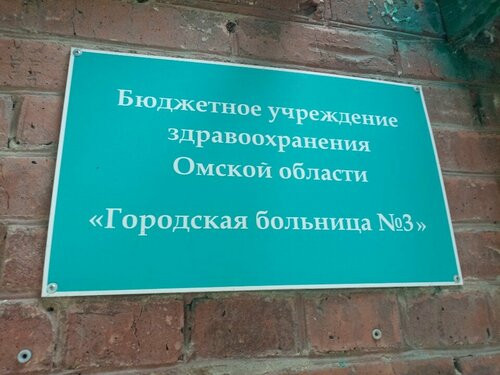 Бюджетное учреждение
здравоохранения
Омской области
«Городская больница №3»